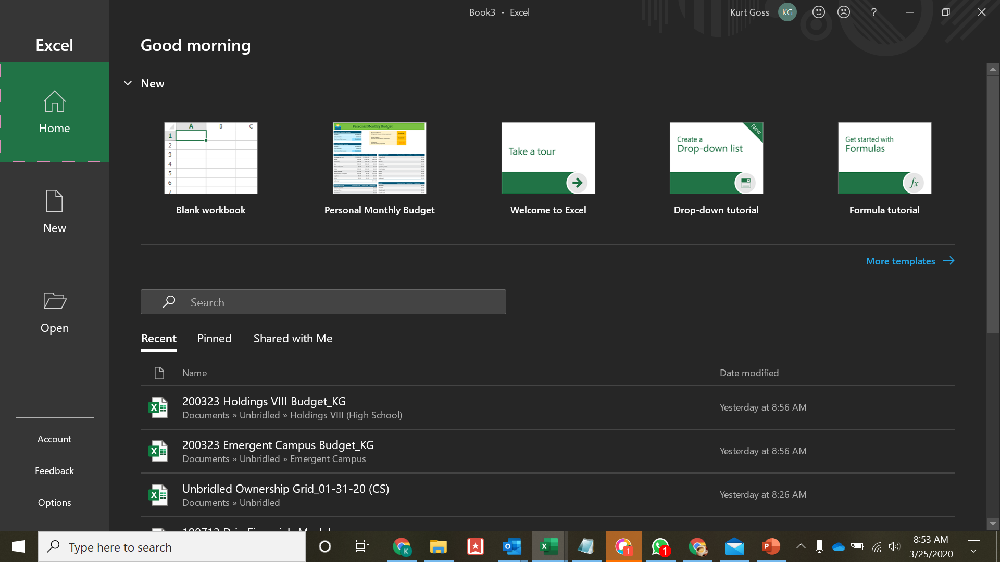 Book3 - Excel
Kurt Goss
KG
?
Excel
Good morning
Home
New
Open
Account
Feedback
Options
New
A B C
1
2
3
4
5
6
7
Blank workbook
Personal Monthly Budget
Personal Monthly Budget
Take a tour
Welcome to Excel
New
Create a
Drop-down list
Drop-down tutorial
Get started with
Formulas
fx
Formula tutorial
More templates
Search
Recent Pinned Shared with Me
Name Date modified
200323 Holdings VIII Budget_KG
Documents » Unbridled » Holdings VIII (High School)
Yesterday at 8:56 AM
200323 Emergent Campus Budget_KG
Documents » Unbridled » Emergent Campus
Yesterday at 8:56 AM
Unbridled Ownership Grid_01-31-20 (CS)
Documents » Unbridled
Yesterday at 8:26 AM
Type here to search
K
O
X
1
1
P
8:53 AM
3/25/2020